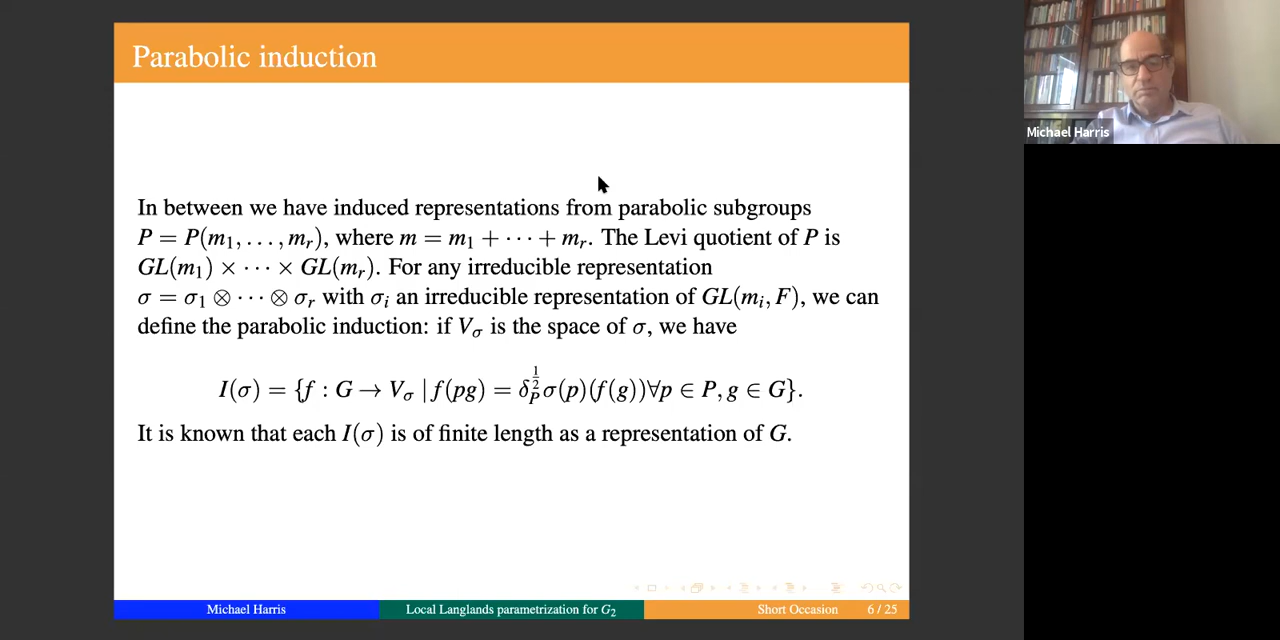 Parabolic induction
In between we have induced representations from parabolic subgroups
P = P(m₁, . . . , mᵣ), where m = m₁ + · · · + mᵣ. The Levi quotient of P is
GL(m₁) × · · · × GL(mᵣ). For any irreducible representation
σ = σ₁ ⊗ · · · ⊗ σᵣ with σᵢ an irreducible representation of GL(mᵢ, F), we can
define the parabolic induction: if V_σ is the space of σ, we have
I(σ) = {f : G → V_σ | f(pg) = δ_P^{1/2} σ(p)(f(g))∀p ∈ P, g ∈ G}.
It is known that each I(σ) is of finite length as a representation of G.
Michael Harris
Local Langlands parametrization for G₂
Short Occasion
6 / 25
Michael Harris